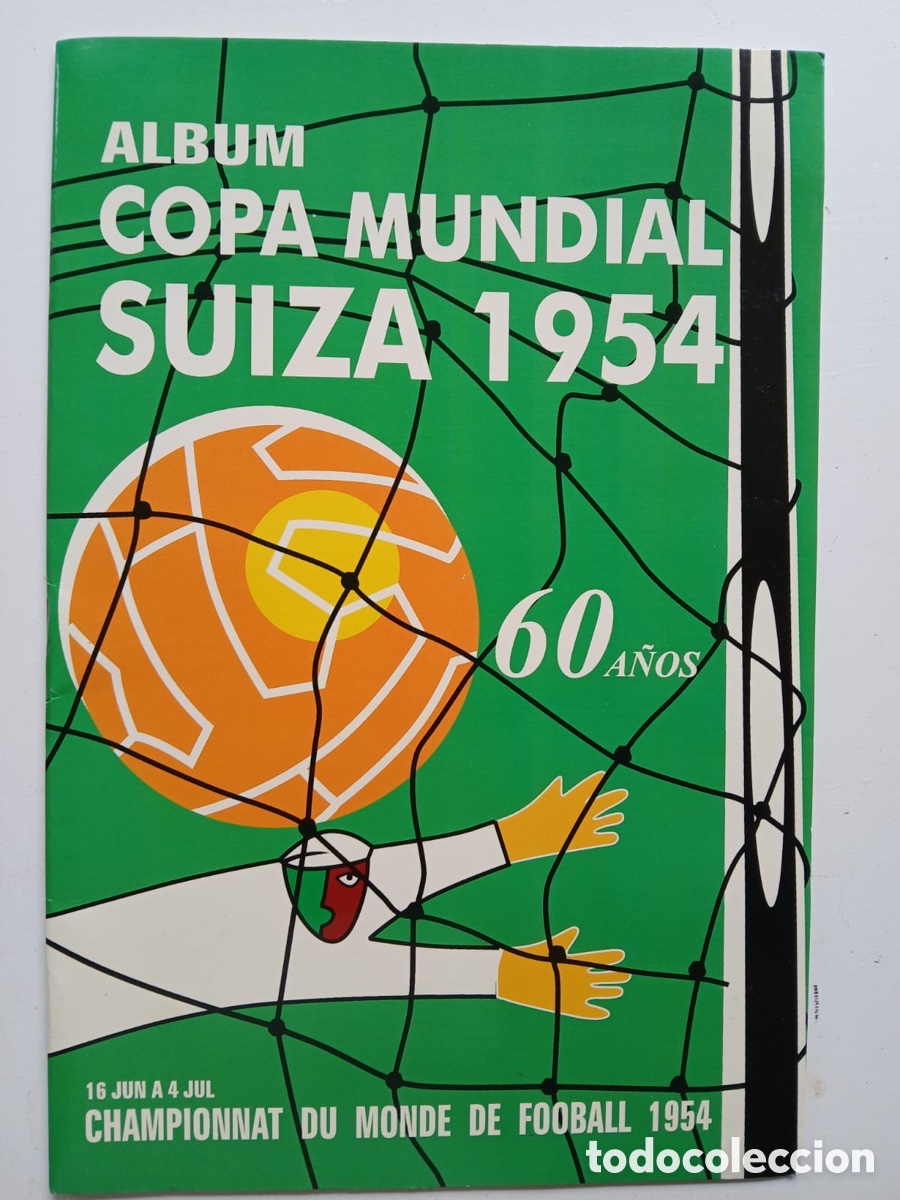 ALBUM
COPA MUNDIAL
SUIZA 1954
60 AÑOS
16 JUN A 4 JUL
CHAMPIONNAT DU MONDE DE FOOBALL 1954
todocoleccion